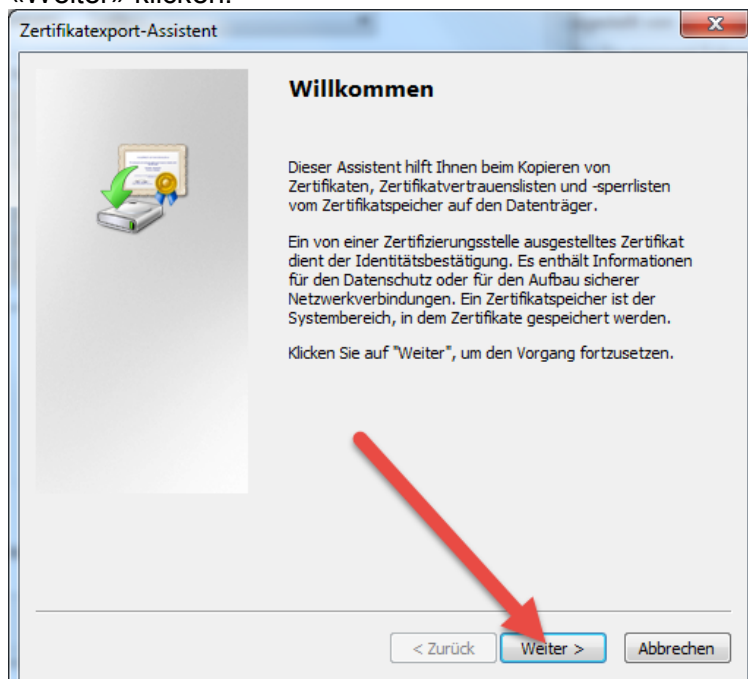 «Weiter» klicken.
Zertifikatexport-Assistent
Willkommen
Dieser Assistent hilft Ihnen beim Kopieren von
Zertifikaten, Zertifikatvertrauenslisten und -sperrlisten
vom Zertifikatspeicher auf den Datenträger.
Ein von einer Zertifizierungsstelle ausgestelltes Zertifikat
dient der Identitätsbestätigung. Es enthält Informationen
für den Datenschutz oder für den Aufbau sicherer
Netzwerkverbindungen. Ein Zertifikatspeicher ist der
Systembereich, in dem Zertifikate gespeichert werden.
Klicken Sie auf "Weiter", um den Vorgang fortzusetzen.
< Zurück Weiter > Abbrechen